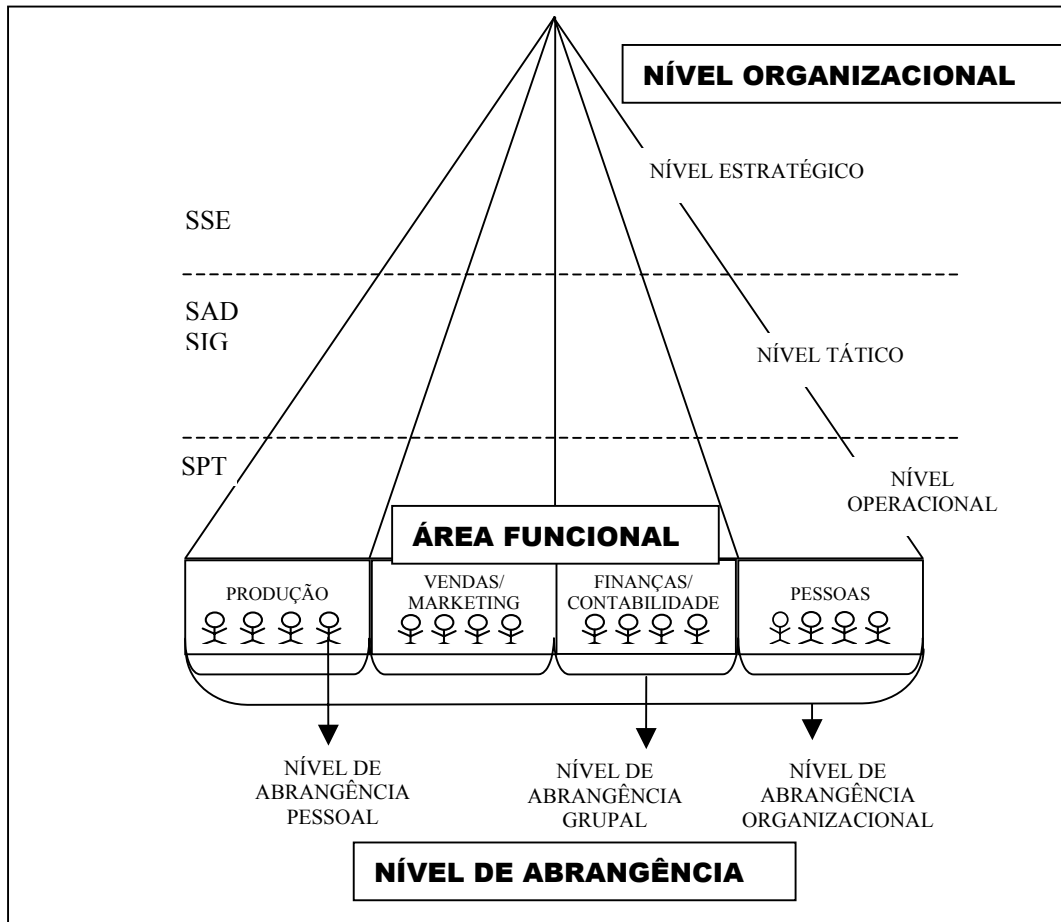 NÍVEL ORGANIZACIONAL
NÍVEL ESTRATÉGICO
SSE
SAD
SIG
NÍVEL TÁTICO
SPT
NÍVEL
OPERACIONAL
ÁREA FUNCIONAL
PRODUÇÃO
VENDAS/
MARKETING
FINANÇAS/
CONTABILIDADE
PESSOAS
NÍVEL DE
ABRANGÊNCIA
PESSOAL
NÍVEL DE
ABRANGÊNCIA
GRUPAL
NÍVEL DE
ABRANGÊNCIA
ORGANIZACIONAL
NÍVEL DE ABRANGÊNCIA